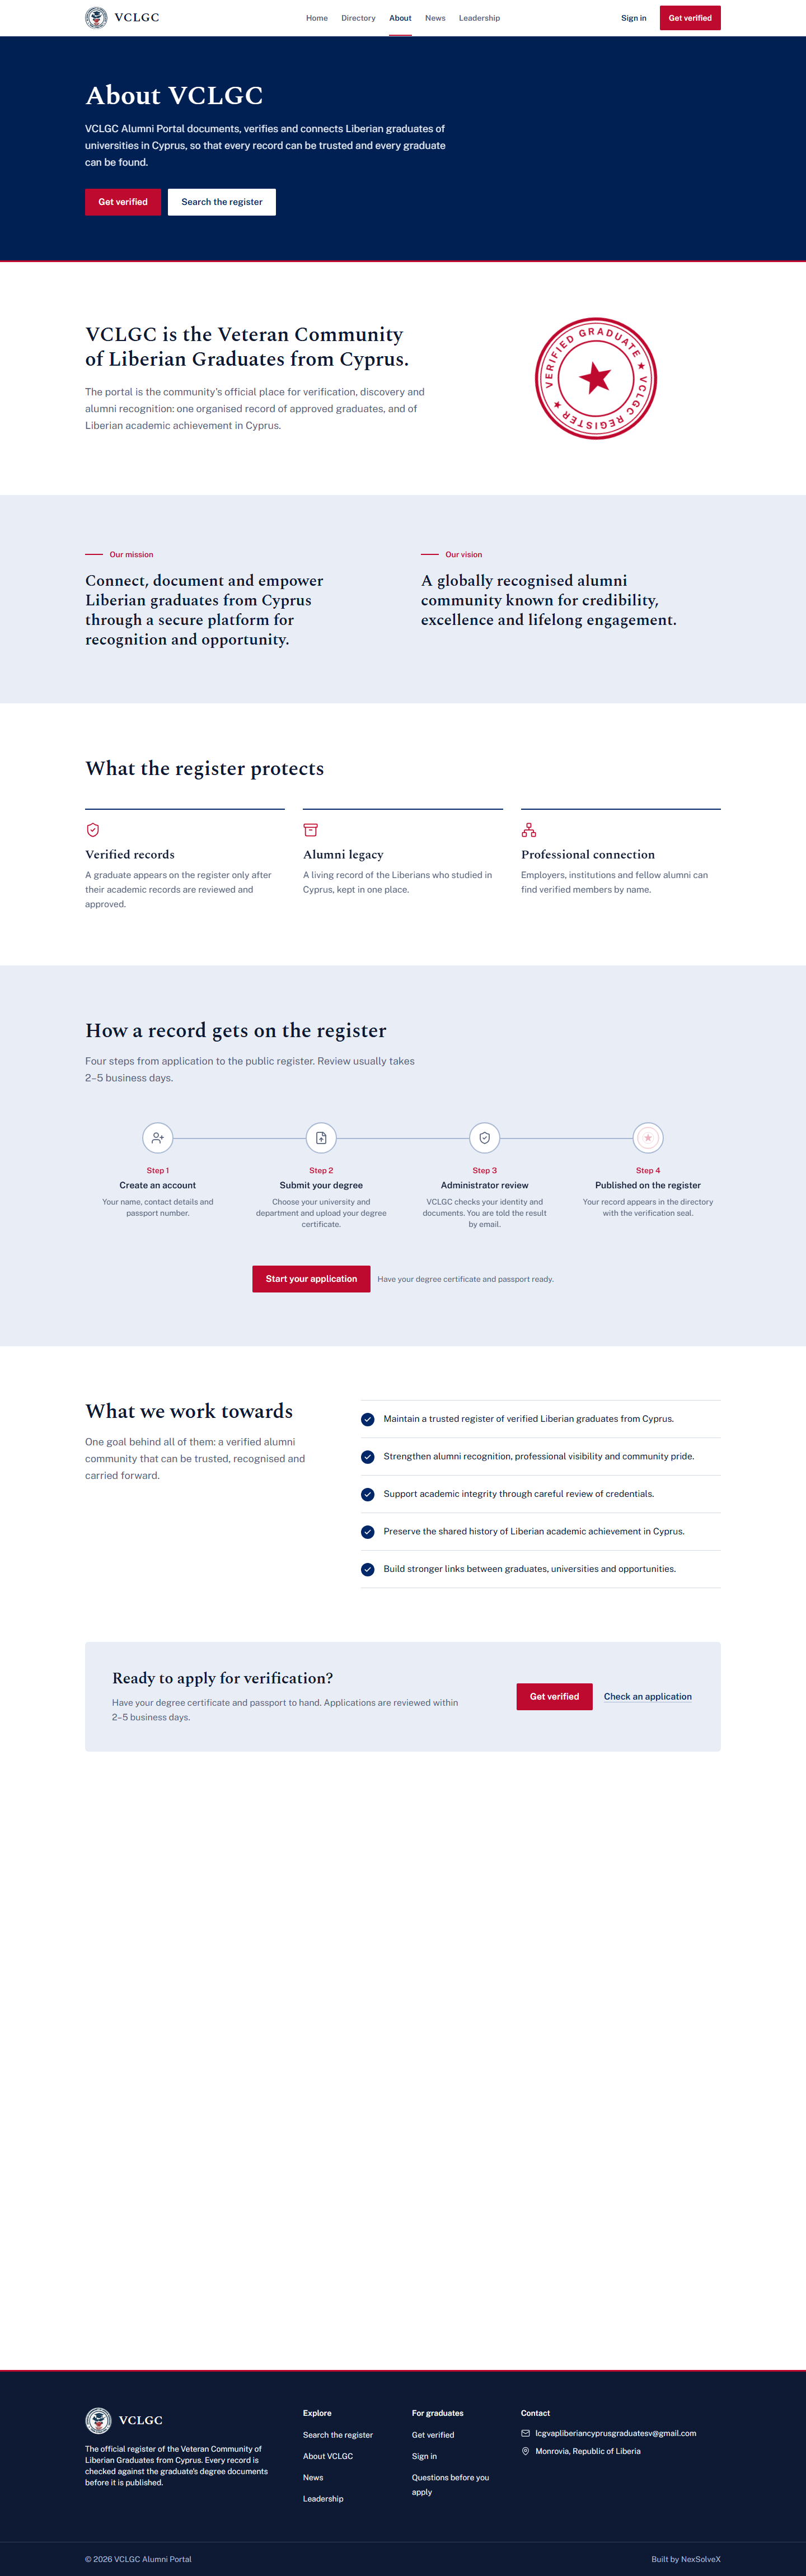 VCLGC
Home
Directory
About
News
Leadership
Sign in
Get verified
About VCLGC
VCLGC Alumni Portal documents, verifies and connects Liberian graduates of
universities in Cyprus, so that every record can be trusted and every graduate
can be found.
Get verified
Search the register
VCLGC is the Veteran Community
of Liberian Graduates from Cyprus.
The portal is the community's official place for verification, discovery and
alumni recognition: one organised record of approved graduates, and of
Liberian academic achievement in Cyprus.
VERIFIED GRADUATE ★ VCLGC REGISTER ★
Our mission
Connect, document and empower
Liberian graduates from Cyprus
through a secure platform for
recognition and opportunity.
Our vision
A globally recognised alumni
community known for credibility,
excellence and lifelong engagement.
What the register protects
Verified records
A graduate appears on the register only after
their academic records are reviewed and
approved.
Alumni legacy
A living record of the Liberians who studied in
Cyprus, kept in one place.
Professional connection
Employers, institutions and fellow alumni can
find verified members by name.
How a record gets on the register
Four steps from application to the public register. Review usually takes
2–5 business days.
Step 1
Create an account
Your name, contact details and
passport number.
Step 2
Submit your degree
Choose your university and
department and upload your degree
certificate.
Step 3
Administrator review
VCLGC checks your identity and
documents. You are told the result
by email.
Step 4
Published on the register
Your record appears in the directory
with the verification seal.
Start your application
Have your degree certificate and passport ready.
What we work towards
One goal behind all of them: a verified alumni
community that can be trusted, recognised and
carried forward.
Maintain a trusted register of verified Liberian graduates from Cyprus.
Strengthen alumni recognition, professional visibility and community pride.
Support academic integrity through careful review of credentials.
Preserve the shared history of Liberian academic achievement in Cyprus.
Build stronger links between graduates, universities and opportunities.
Ready to apply for verification?
Have your degree certificate and passport to hand. Applications are reviewed within
2–5 business days.
Get verified
Check an application
VCLGC
The official register of the Veteran Community of
Liberian Graduates from Cyprus. Every record is
checked against the graduate's degree documents
before it is published.
Explore
Search the register
About VCLGC
News
Leadership
For graduates
Get verified
Sign in
Questions before you
apply
Contact
lcgvapliberiancyprusgraduatesv@gmail.com
Monrovia, Republic of Liberia
© 2026 VCLGC Alumni Portal
Built by NexSolveX